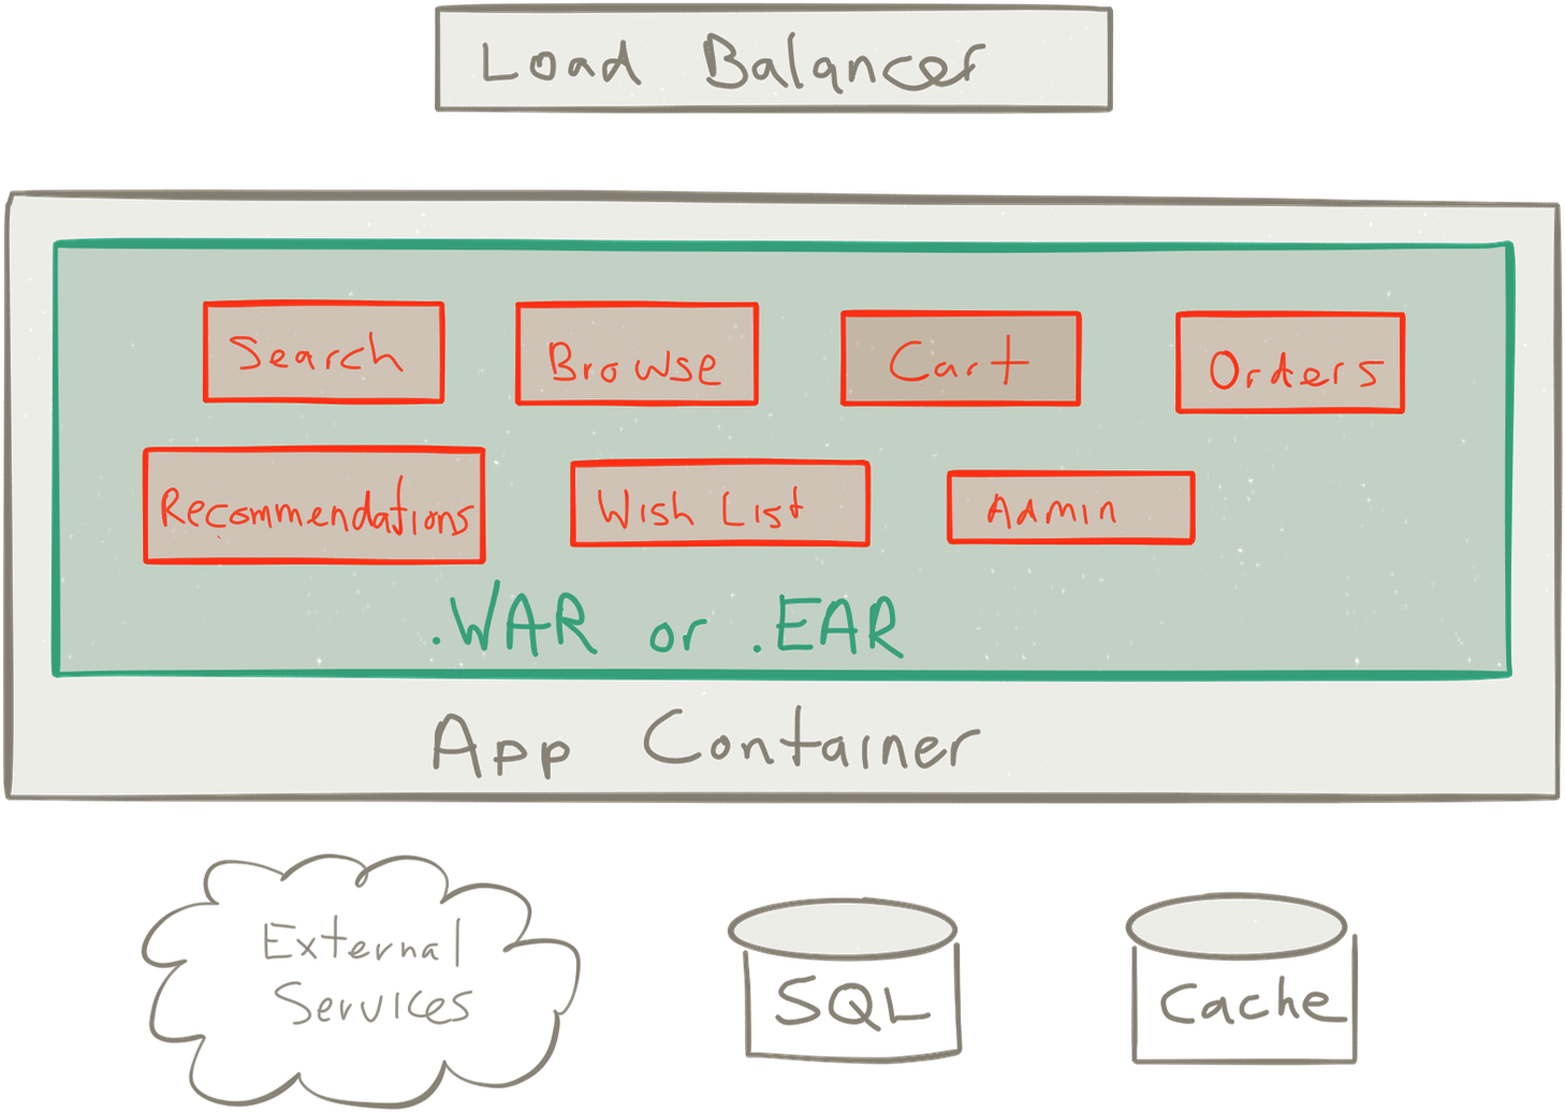 Load Balancer
Search
Browse
Cart
Orders
Recommendations
Wish List
Admin
.WAR or .EAR
App Container
External
Services
SQL
Cache